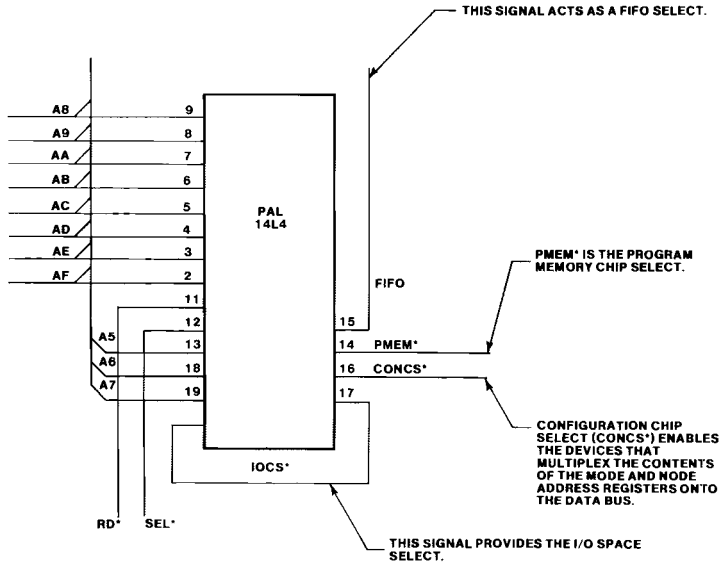 THIS SIGNAL ACTS AS A FIFO SELECT.
A8 9
A9 8
AA 7
AB 6
AC 5
AD 4
AE 3
AF 2
PAL
14L4
11
12
A5 13
A6 18
A7 19
FIFO
15
14 PMEM*
16 CONCS*
17
PMEM* IS THE PROGRAM
MEMORY CHIP SELECT.
CONFIGURATION CHIP
SELECT (CONCS*) ENABLES
THE DEVICES THAT
MULTIPLEX THE CONTENTS
OF THE MODE AND NODE
ADDRESS REGISTERS ONTO
THE DATA BUS.
IOCS*
RD* SEL*
THIS SIGNAL PROVIDES THE I/O SPACE
SELECT.